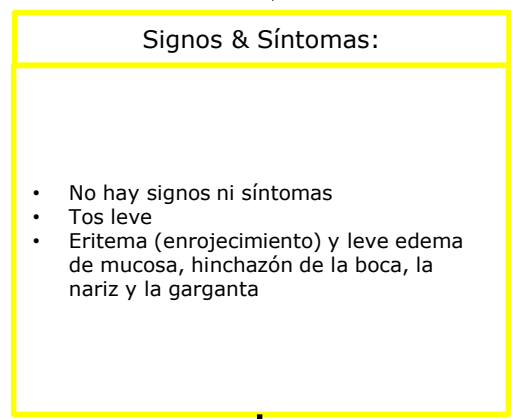 Signos & Síntomas:
• No hay signos ni síntomas
• Tos leve
• Eritema (enrojecimiento) y leve edema
de mucosa, hinchazón de la boca, la
nariz y la garganta